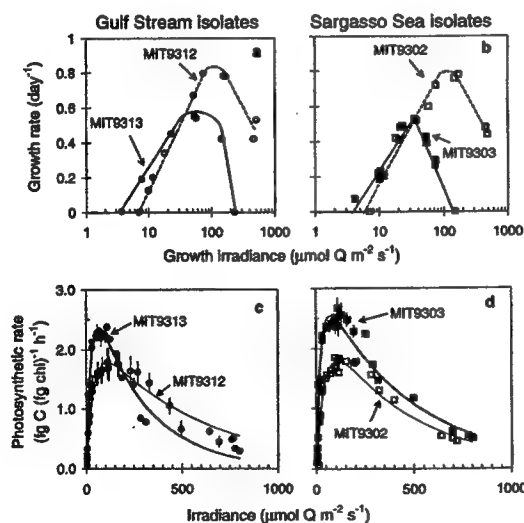 Gulf Stream isolates
Sargasso Sea isolates
Growth rate (day⁻¹)
0.8
0.6
0.4
0.2
0
MIT9312
MIT9313
a
MIT9302
MIT9303
b
1 10 100 1000
1 10 100 1000
Growth irradiance (μmol Q m⁻² s⁻¹)
Photosynthetic rate
(fg C (fg chl)⁻¹ h⁻¹)
3.0
2.0
1.0
0.0
MIT9313
MIT9312
c
MIT9303
MIT9302
d
0 500 1000
0 500 1000
Irradiance (μmol Q m⁻² s⁻¹)